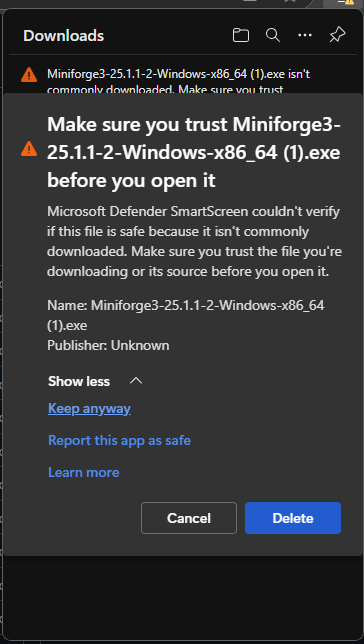 Downloads
Miniforge3-25.1.1-2-Windows-x86_64 (1).exe isn't
commonly downloaded. Make sure you trust
Make sure you trust Miniforge3-
25.1.1-2-Windows-x86_64 (1).exe
before you open it
Microsoft Defender SmartScreen couldn't verify
if this file is safe because it isn't commonly
downloaded. Make sure you trust the file you're
downloading or its source before you open it.
Name: Miniforge3-25.1.1-2-Windows-x86_64
(1).exe
Publisher: Unknown
Show less
Keep anyway
Report this app as safe
Learn more
Cancel
Delete